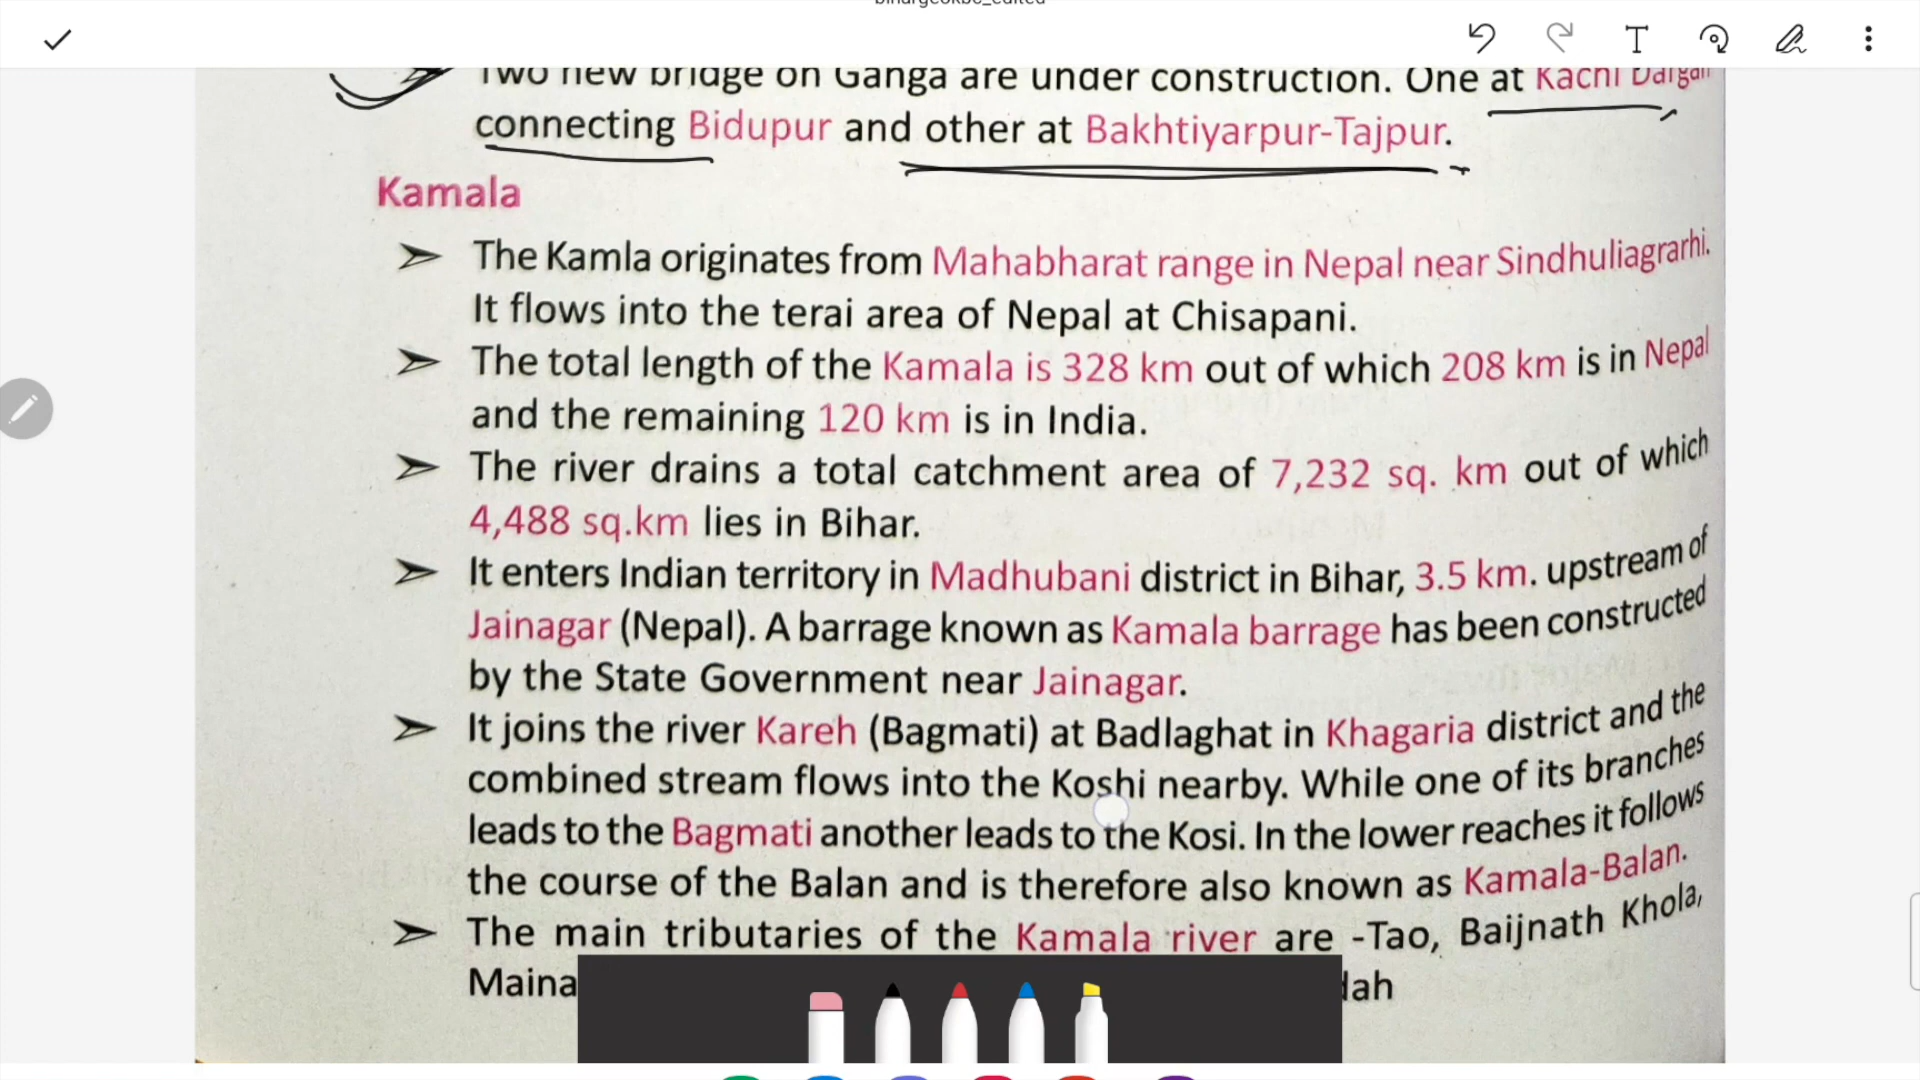 Two new bridge on Ganga are under construction. One at Kachi Dargah
connecting Bidupur and other at Bakhtiyarpur-Tajpur.
Kamala
➢ The Kamla originates from Mahabharat range in Nepal near Sindhuliagrarhi.
It flows into the terai area of Nepal at Chisapani.
➢ The total length of the Kamala is 328 km out of which 208 km is in Nepal
and the remaining 120 km is in India.
➢ The river drains a total catchment area of 7,232 sq. km out of which
4,488 sq.km lies in Bihar.
➢ It enters Indian territory in Madhubani district in Bihar, 3.5 km. upstream of
Jainagar (Nepal). A barrage known as Kamala barrage has been constructed
by the State Government near Jainagar.
➢ It joins the river Kareh (Bagmati) at Badlaghat in Khagaria district and the
combined stream flows into the Koshi nearby. While one of its branches
leads to the Bagmati another leads to the Kosi. In the lower reaches it follows
the course of the Balan and is therefore also known as Kamala-Balan.
➢ The main tributaries of the Kamala river are -Tao, Baijnath Khola,
Maina